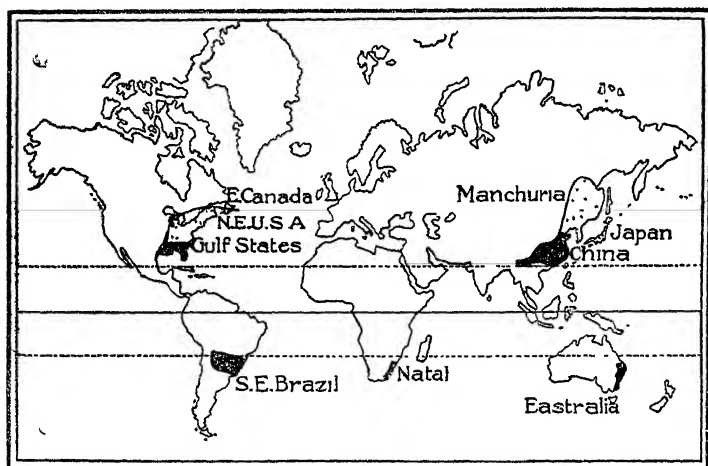 E.Canada
N.E.U.S A
Gulf States
Manchuria
Japan
China
S.E.Brazil
Natal
Eastralia